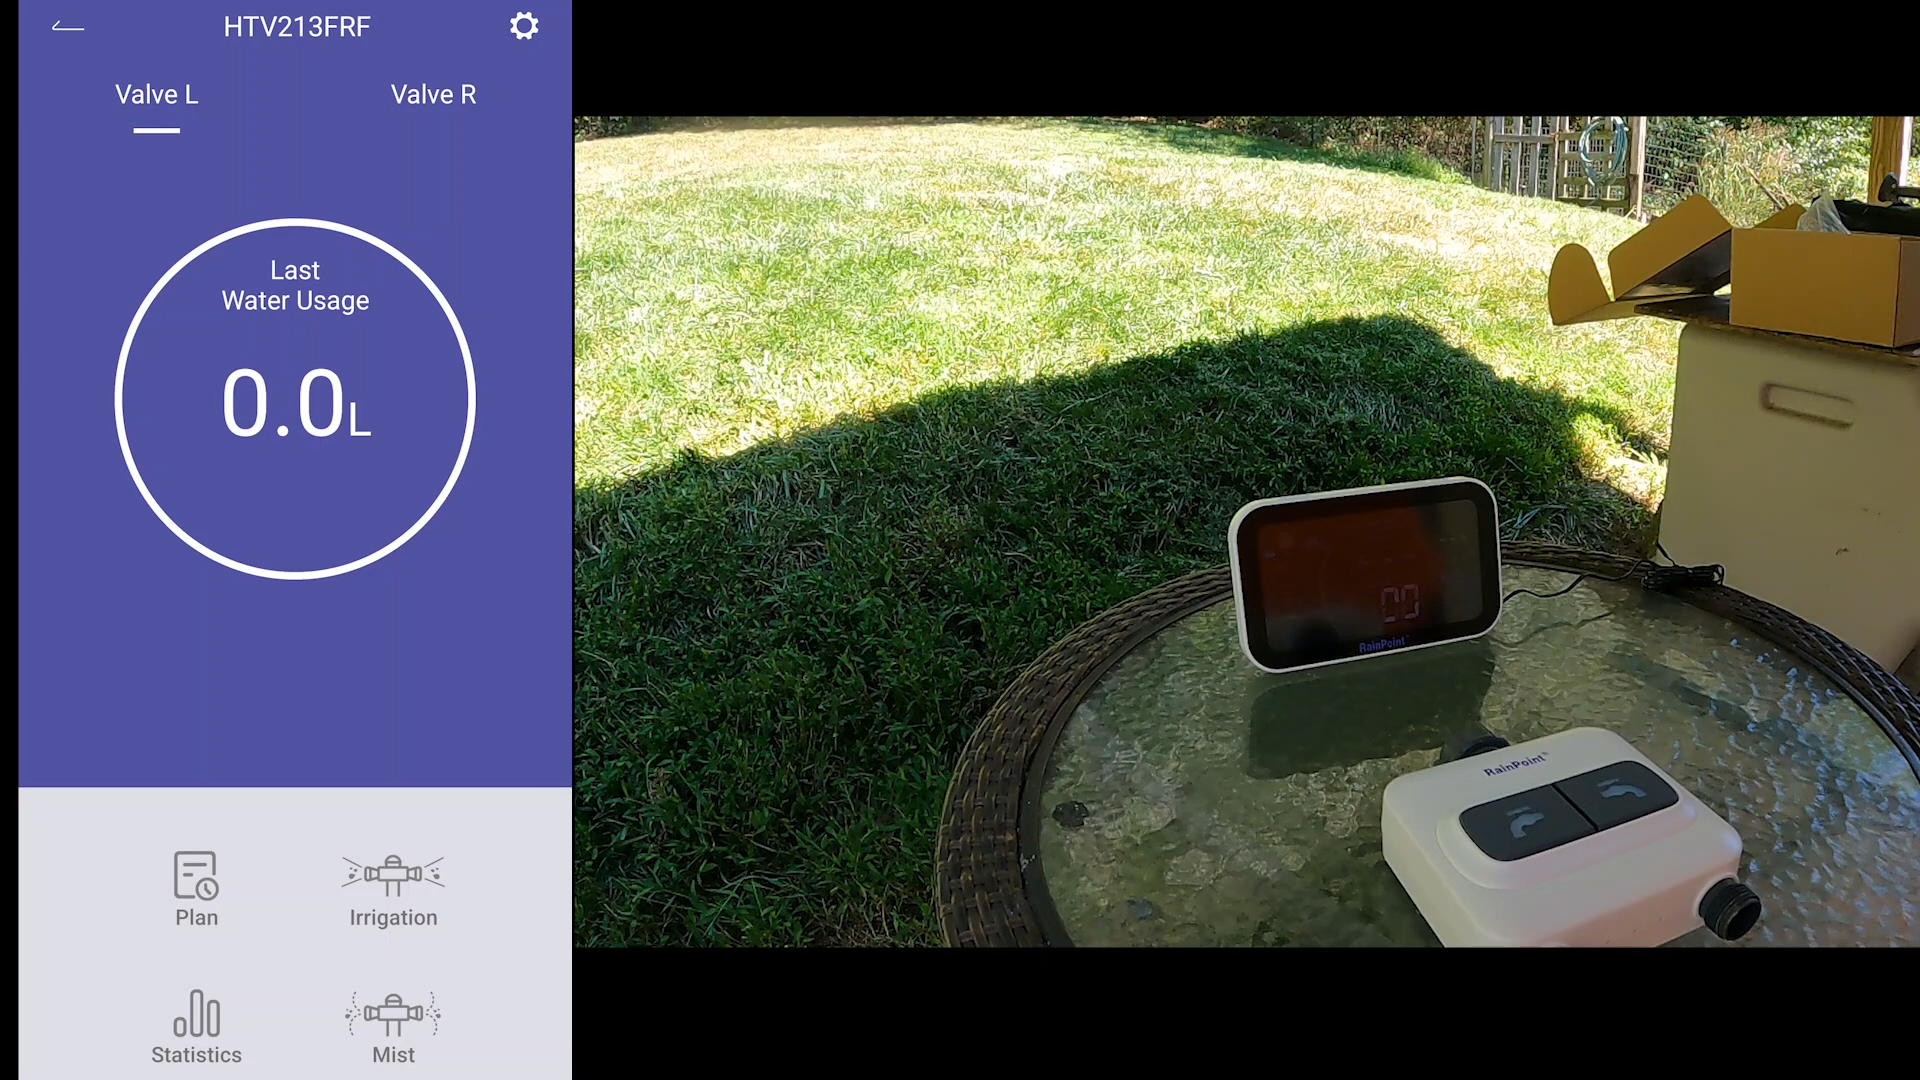 HTV213FRF
Valve L
Valve R
Last
Water Usage
0.0L
Plan
Irrigation
Statistics
Mist
00
RainPoint
RainPoint®